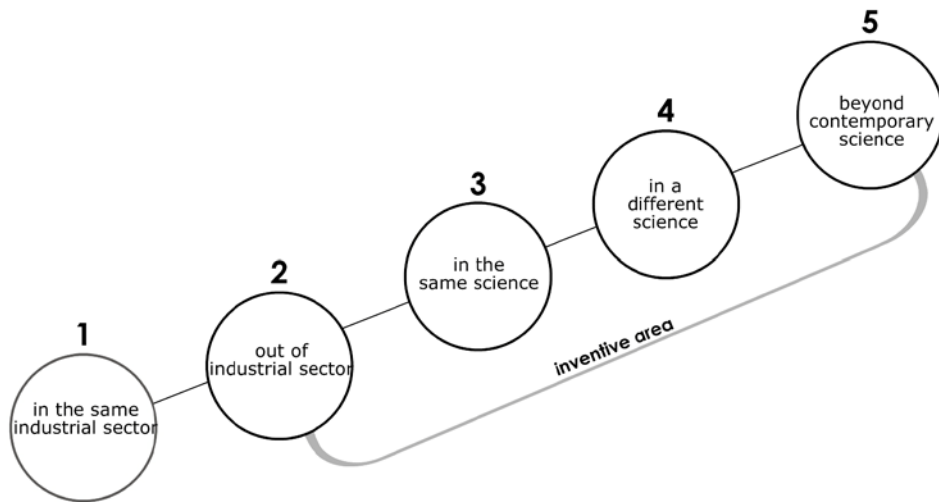 1
in the same
industrial sector
2
out of
industrial sector
3
in the
same science
4
in a
different
science
5
beyond
contemporary
science
inventive area